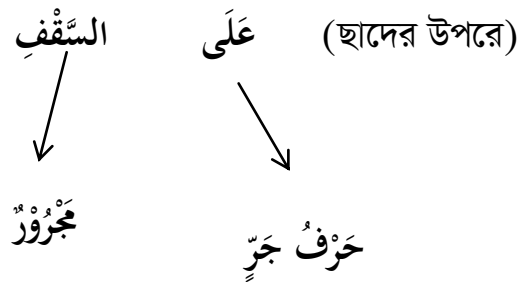 عَلَى السَّقْفِ (ছাদের উপরে)
حَرْفُ جَرٍّ مَجْرُوْرٌ